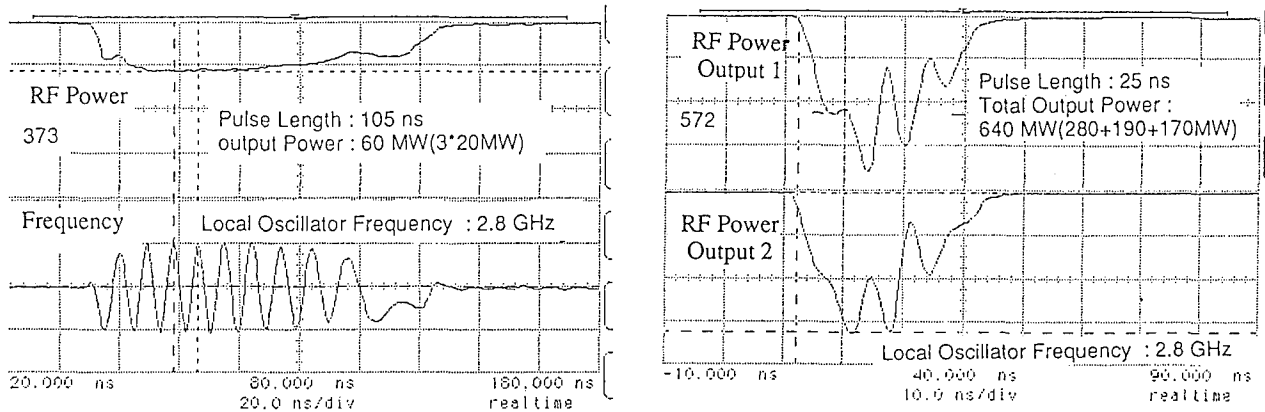 RF Power
373
Pulse Length : 105 ns
output Power : 60 MW(3*20MW)
Frequency
Local Oscillator Frequency : 2.8 GHz
20.000 ns
80.000 ns
180.000 ns
20.0 ns/div
realtime
RF Power
Output 1
572
Pulse Length : 25 ns
Total Output Power :
640 MW(280+190+170MW)
RF Power
Output 2
Local Oscillator Frequency : 2.8 GHz
-10.000 ns
40.000 ns
90.000 ns
10.0 ns/div
realtime